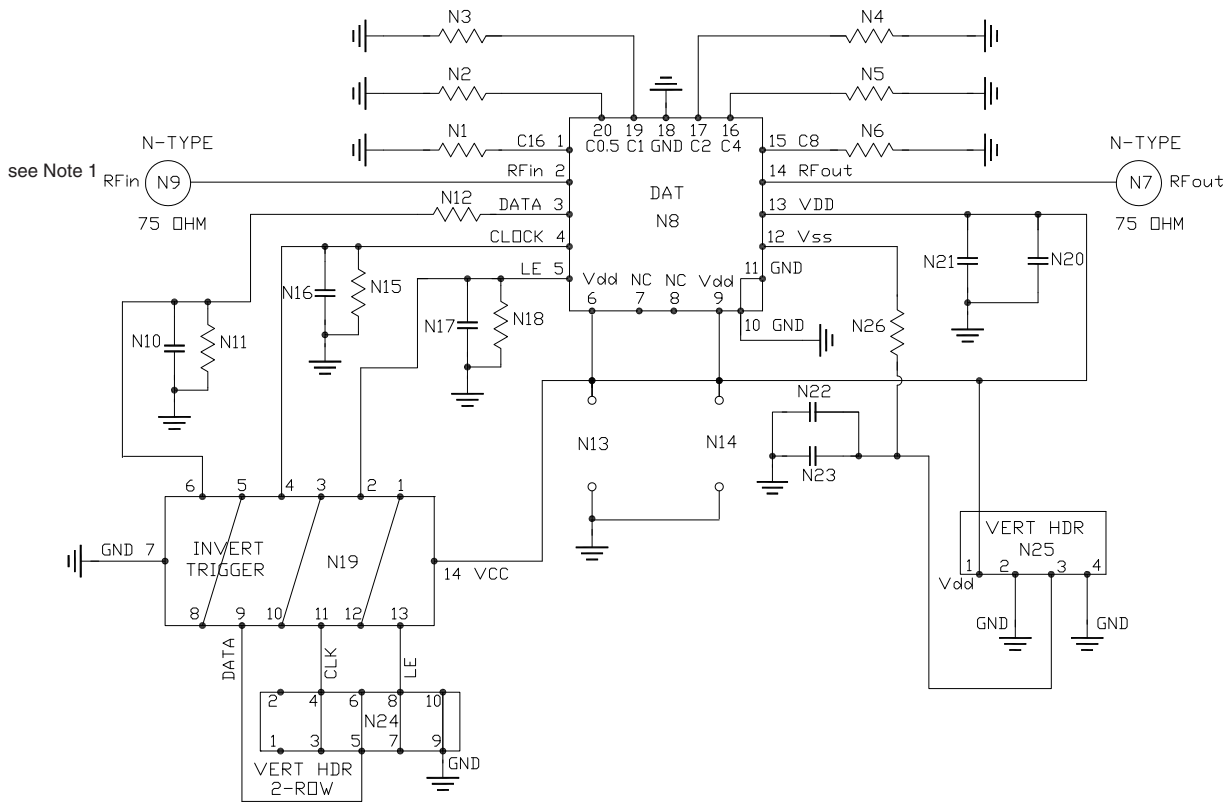 N3
N4
N2
N5
N1
C16 1
20 19 18 17 16
C0.5 C1 GND C2 C4
15 C8
N6
N-TYPE
N-TYPE
see Note 1
RFin
N9
75 OHM
RFin 2
DAT
N8
14 RFout
N7
RFout
75 OHM
N12
DATA 3
13 VDD
CLOCK 4
12 Vss
LE 5
11 GND
Vdd NC NC Vdd
6 7 8 9
10 GND
N16
N15
N17
N18
N10
N11
N26
N21
N20
N13
N14
N22
N23
6 5 4 3 2 1
GND 7
INVERT
TRIGGER
N19
14 VCC
8 9 10 11 12 13
VERT HDR
N25
1 2 3 4
Vdd
GND
GND
DATA
CLK
LE
2 4 6 8 10
N24
1 3 5 7 9
GND
VERT HDR
2-ROW